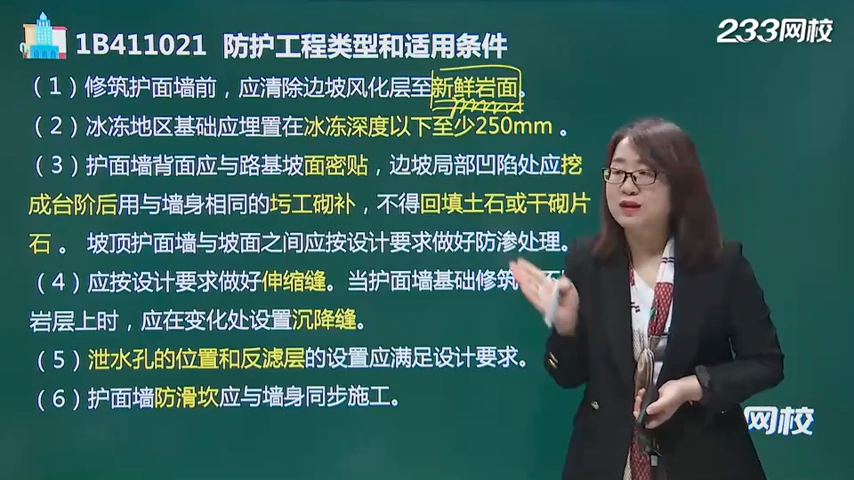 1B411021 防护工程类型和适用条件
233网校
（1）修筑护面墙前，应清除边坡风化层至新鲜岩面。
（2）冰冻地区基础应埋置在冰冻深度以下至少250mm 。
（3）护面墙背面应与路基坡面密贴，边坡局部凹陷处应挖
成台阶后用与墙身相同的圬工砌补，不得回填土石或干砌片
石 。 坡顶护面墙与坡面之间应按设计要求做好防渗处理。
（4）应按设计要求做好伸缩缝。当护面墙基础修筑
岩层上时，应在变化处设置沉降缝。
（5）泄水孔的位置和反滤层的设置应满足设计要求。
（6）护面墙防滑坎应与墙身同步施工。
网校